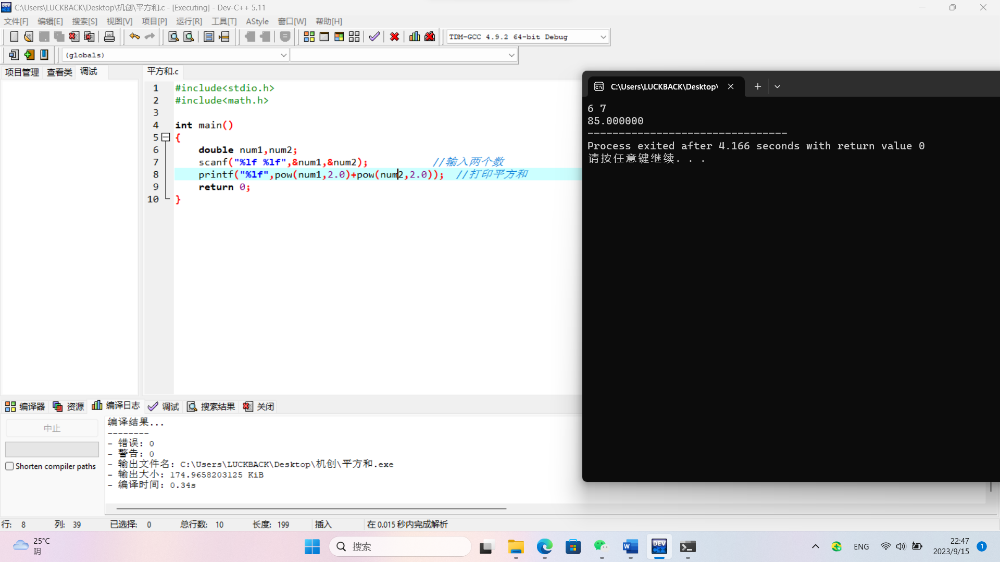 C:\Users\LUCKBACK\Desktop\机创\平方和.c - [Executing] - Dev-C++ 5.11
文件[F] 编辑[E] 搜索[S] 视图[V] 项目[P] 运行[R] 工具[T] AStyle 窗口[W] 帮助[H]
TDM-GCC 4.9.2 64-bit Debug
(globals)
项目管理 查看类 调试
平方和.c
1 #include<stdio.h>
2 #include<math.h>
3
4 int main()
5 {
6 double num1,num2;
7 scanf("%lf %lf",&num1,&num2); //输入两个数
8 printf("%lf",pow(num1,2.0)+pow(num2,2.0)); //打印平方和
9 return 0;
10 }
C:\Users\LUCKBACK\Desktop\
6 7
85.000000
--------------------------------
Process exited after 4.166 seconds with return value 0
请按任意键继续. . .
编译器 资源 编译日志 调试 搜索结果 关闭
中止
Shorten compiler paths
编译结果...
--------
- 错误: 0
- 警告: 0
- 输出文件名: C:\Users\LUCKBACK\Desktop\机创\平方和.exe
- 输出大小: 174.9658203125 KiB
- 编译时间: 0.34s
行: 8 列: 39 已选择: 0 总行数: 10 长度: 199 插入 在 0.015 秒内完成解析
25°C
阴
搜索
DEV C++
ENG
22:47
2023/9/15
1